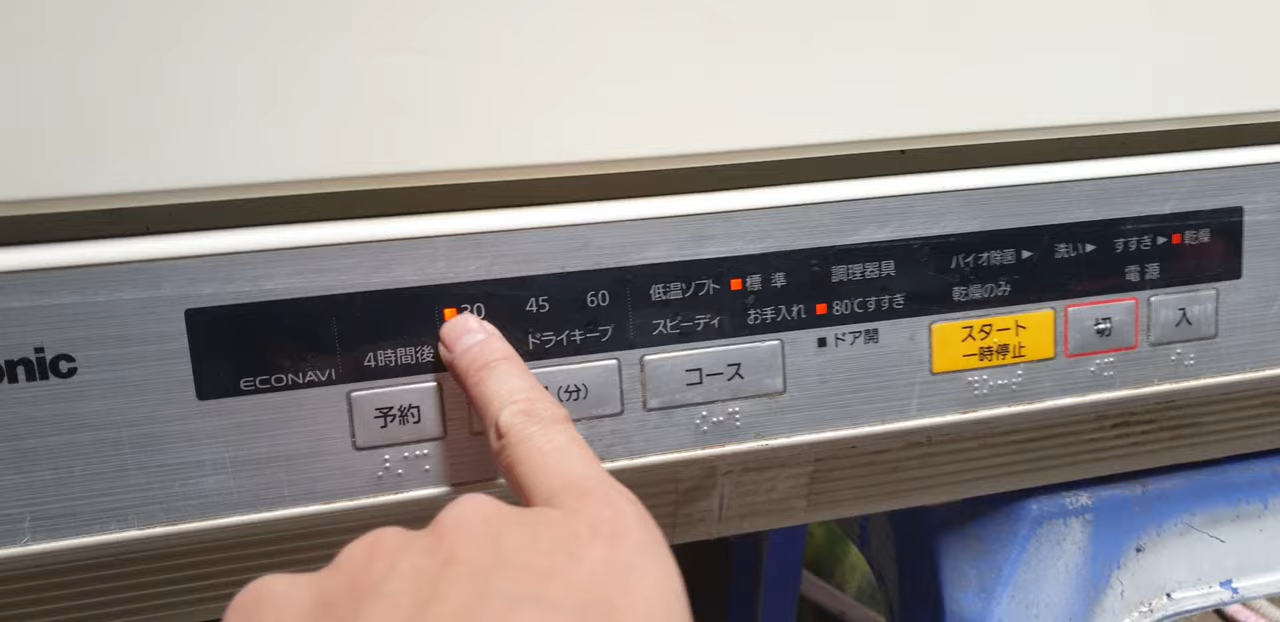 onic
ECONAVI
4時間後
30 45 60
ドライキープ
低温ソフト 標準 調理器具
スピーディ お手入れ 80℃すすぎ
ドア開
バイオ除菌▶ 洗い▶ すすぎ▶ 乾燥
乾燥のみ 電源
予約
(分)
コース
スタート
一時停止
切
入